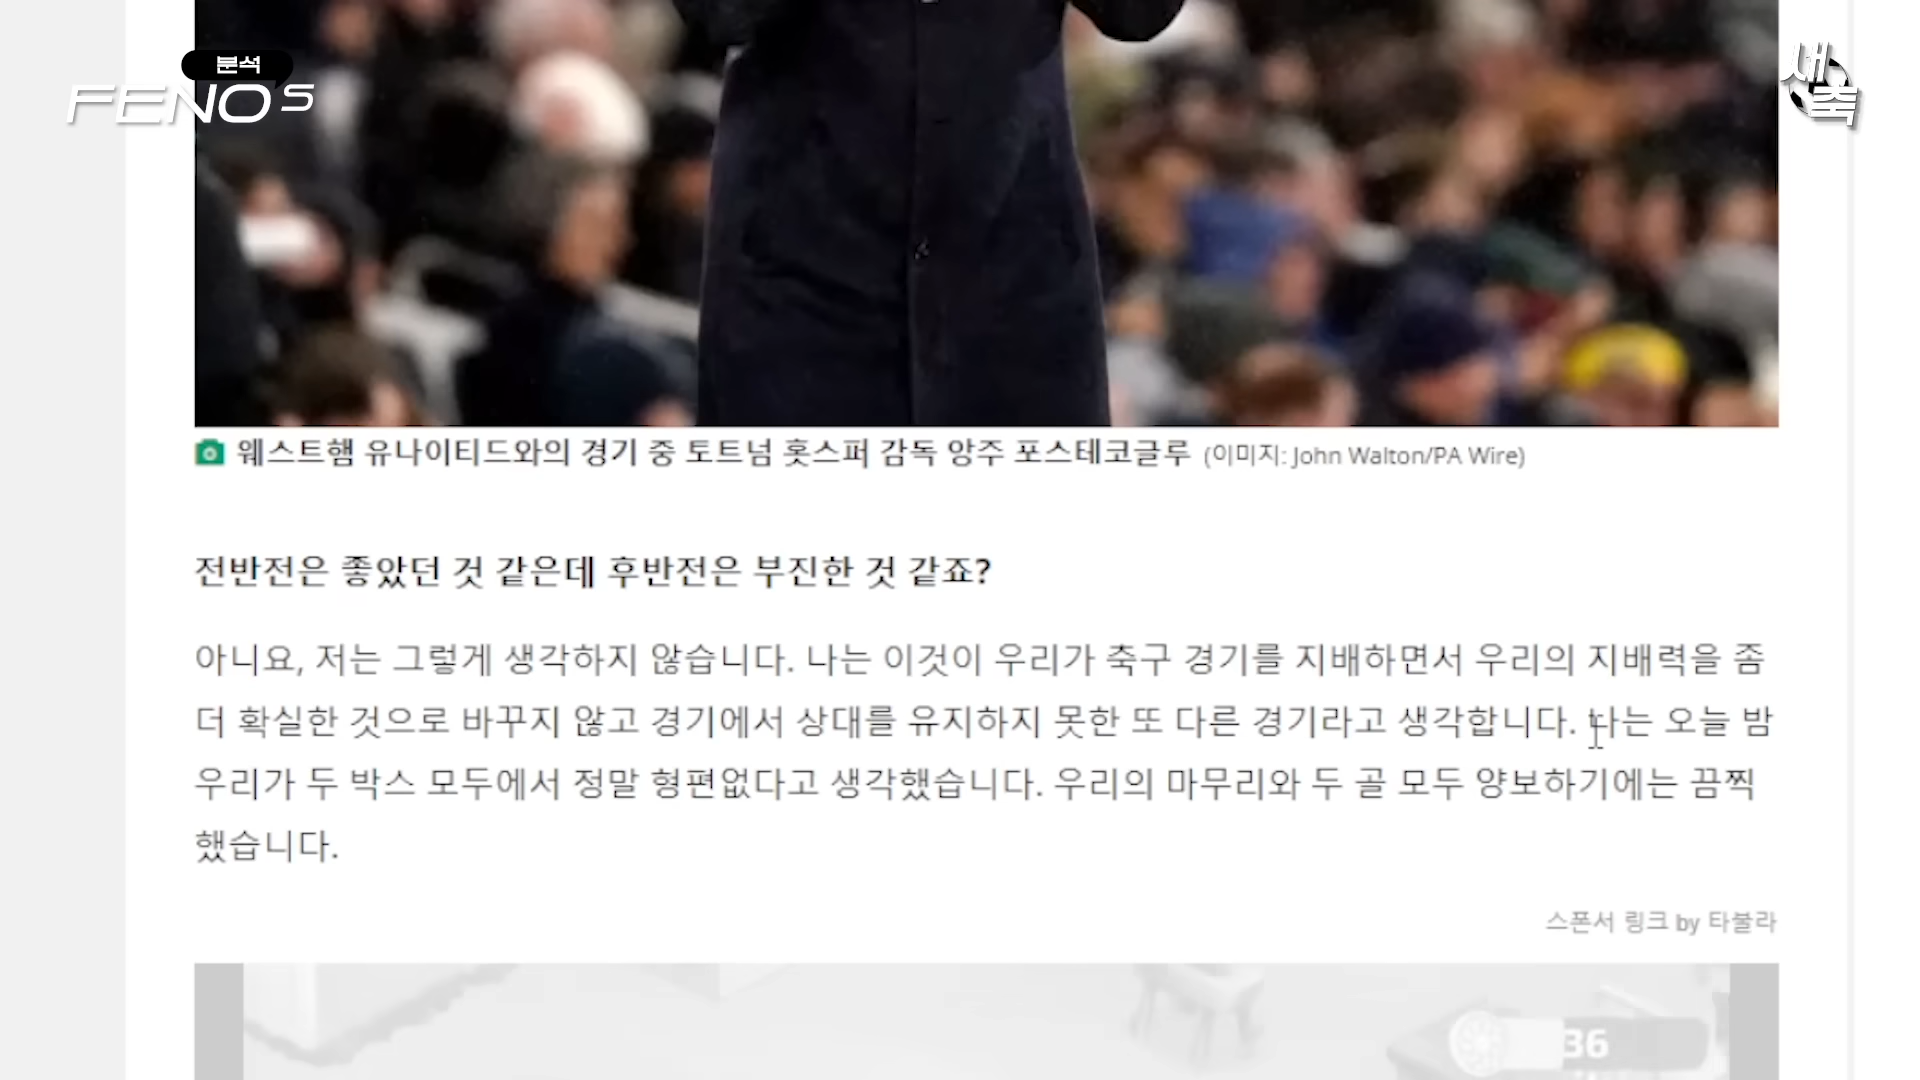 분석
FENO 5
새축
웨스트햄 유나이티드와의 경기 중 토트넘 홋스퍼 감독 앙주 포스테코글루 (이미지: John Walton/PA Wire)
전반전은 좋았던 것 같은데 후반전은 부진한 것 같죠?
아니요, 저는 그렇게 생각하지 않습니다. 나는 이것이 우리가 축구 경기를 지배하면서 우리의 지배력을 좀
더 확실한 것으로 바꾸지 않고 경기에서 상대를 유지하지 못한 또 다른 경기라고 생각합니다. 나는 오늘 밤
우리가 두 박스 모두에서 정말 형편없다고 생각했습니다. 우리의 마무리와 두 골 모두 양보하기에는 끔찍
했습니다.
스폰서 링크 by 타불라
36